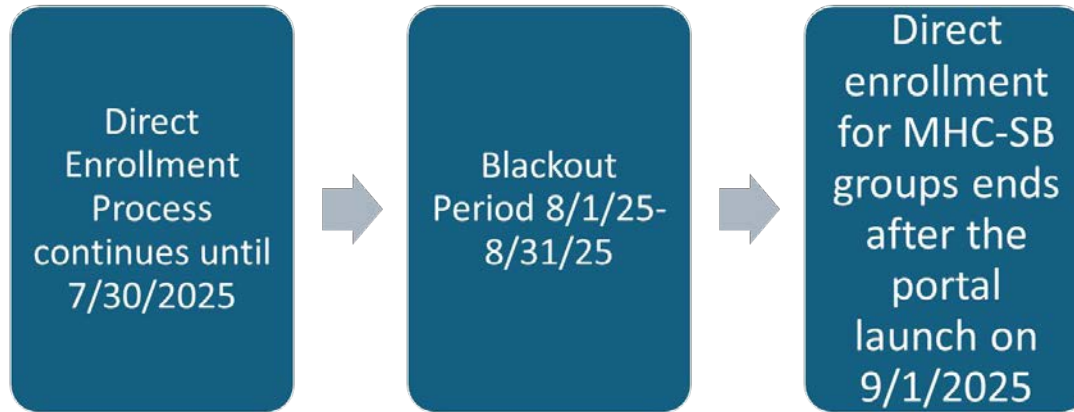 Direct
Enrollment
Process
continues until
7/30/2025
Blackout
Period 8/1/25-
8/31/25
Direct
enrollment
for MHC-SB
groups ends
after the
portal
launch on
9/1/2025